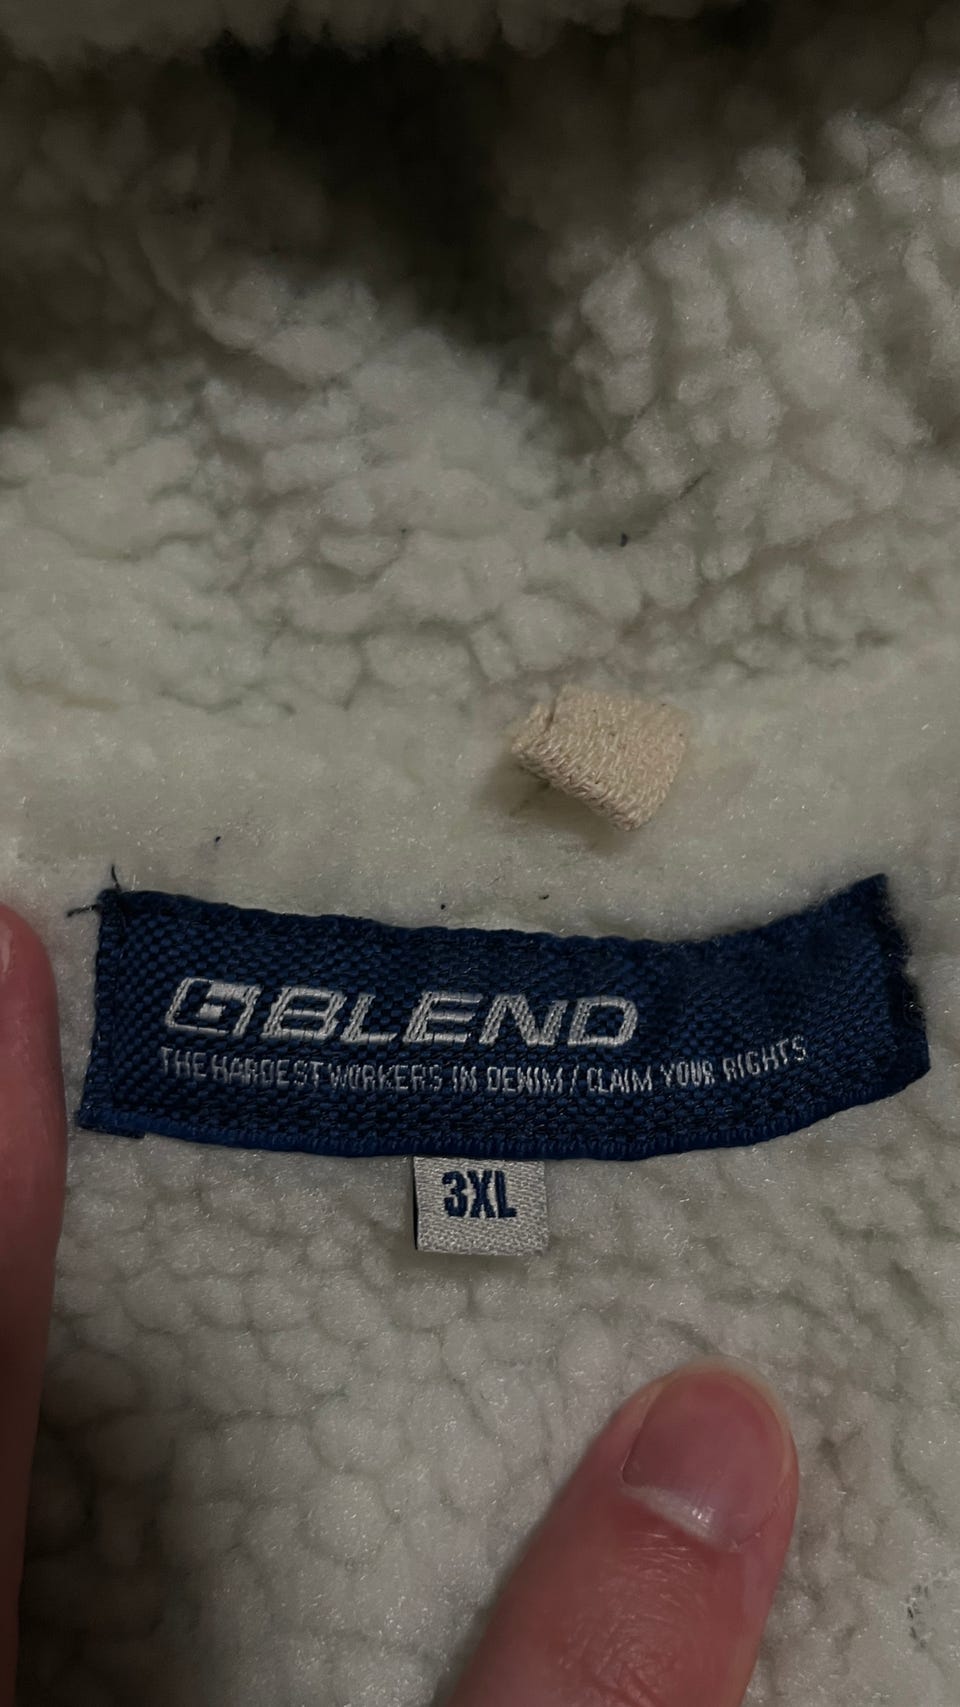 BLEND
THE HARDEST WORKERS IN DENIM / CLAIM YOUR RIGHTS
3XL